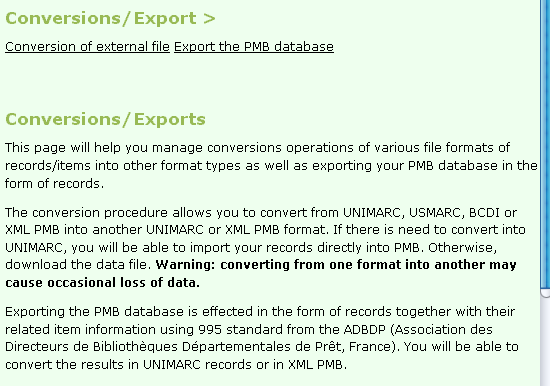 Conversions/Export >
Conversion of external file Export the PMB database
Conversions/Exports
This page will help you manage conversions operations of various file formats of
records/items into other format types as well as exporting your PMB database in the
form of records.
The conversion procedure allows you to convert from UNIMARC, USMARC, BCDI or
XML PMB into another UNIMARC or XML PMB format. If there is need to convert into
UNIMARC, you will be able to import your records directly into PMB. Otherwise,
download the data file. Warning: converting from one format into another may
cause occasional loss of data.
Exporting the PMB database is effected in the form of records together with their
related item information using 995 standard from the ADBDP (Association des
Directeurs de Bibliothèques Départementales de Prêt, France). You will be able to
convert the results in UNIMARC records or in XML PMB.